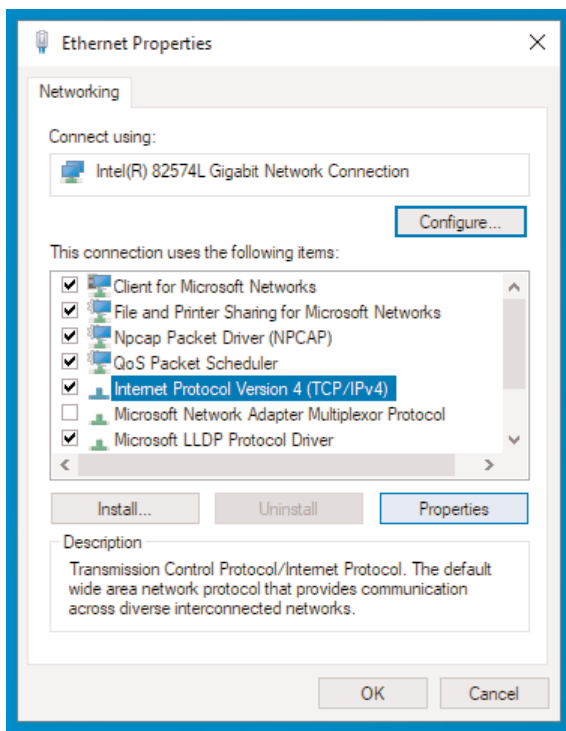 Ethernet Properties
Networking
Connect using:
Intel(R) 82574L Gigabit Network Connection
Configure...
This connection uses the following items:
Client for Microsoft Networks
File and Printer Sharing for Microsoft Networks
Npcap Packet Driver (NPCAP)
QoS Packet Scheduler
Internet Protocol Version 4 (TCP/IPv4)
Microsoft Network Adapter Multiplexor Protocol
Microsoft LLDP Protocol Driver
Install... Uninstall Properties
Description
Transmission Control Protocol/Internet Protocol. The default
wide area network protocol that provides communication
across diverse interconnected networks.
OK Cancel